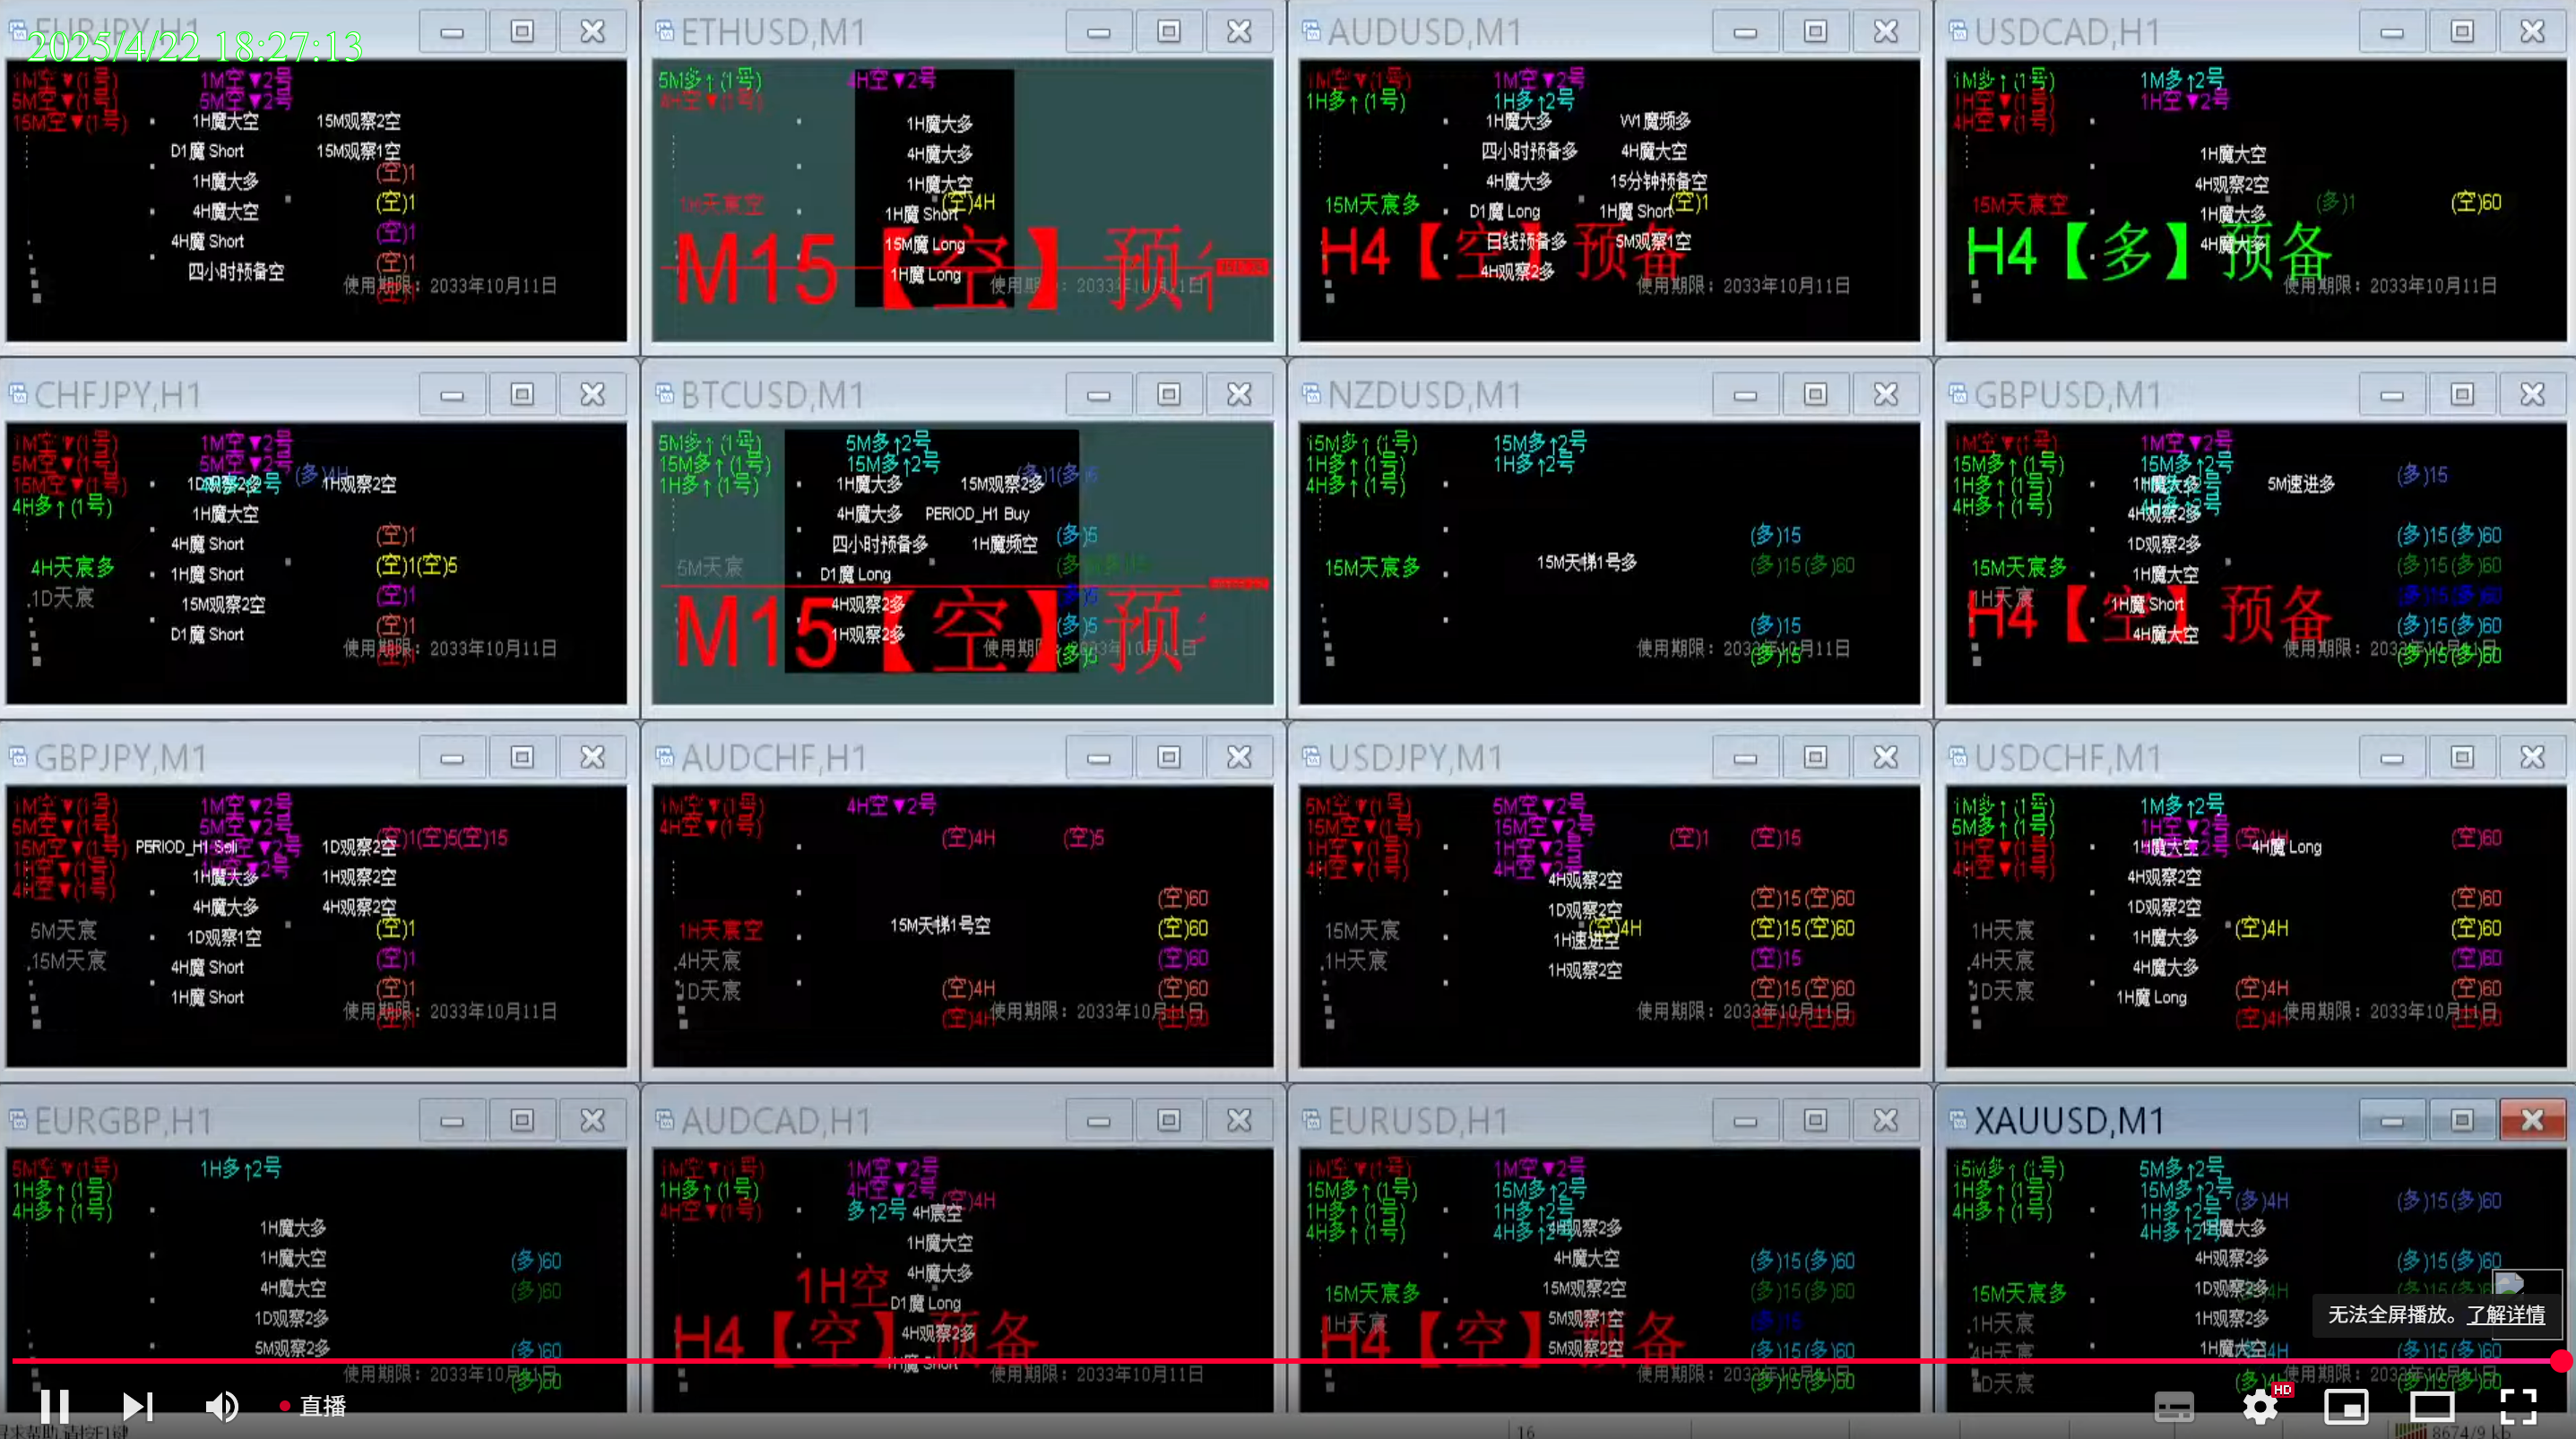 EURJPY,H1
2025/4/22 18:27:13
1M空▼(1号) 1M空▼2号
5M空▼(1号) 5M空▼2号
15M空▼(1号)
1H魔大空 15M观察2空
D1魔 Short 15M观察1空
(空)1
1H魔大多
4H魔大空 (空)1
4H魔 Short (空)1
四小时预备空 (空)1
使用期限：2033年10月11日
ETHUSD,M1
5M多↑(1号) 4H空▼2号
4H空▼(1号)
1H魔大多
4H魔大多
1H魔大空
1H天宸空 (空)4H
1H魔 Short
15M魔 Long
1H魔 Long
M15【空】预
AUDUSD,M1
1M空▼(1号) 1M空▼2号
1H多↑(1号) 1H多↑2号
1H魔大多 W1魔频多
四小时预备多 4H魔大空
4H魔大多 15分钟预备空
15M天宸多 (空)1
D1魔 Long 1H魔 Short
日线预备多 5M观察1空
4H观察2多
H4【空】预备
使用期限：2033年10月11日
USDCAD,H1
1M多↑(1号) 1M多↑2号
1H空▼(1号) 1H空▼2号
4H空▼(1号)
1H魔大空
4H观察2空
15M天宸空 (多)1 (空)60
1H魔大多
4H魔大多
H4【多】预备
使用期限：2033年10月11日
CHFJPY,H1
1M空▼(1号) 1M空▼2号
5M空▼(1号) 5M空▼2号 (多)4H
15M空▼(1号) 1D观察2多 1H观察2空
4H多↑(1号)
1H魔大空
4H魔 Short (空)1
4H天宸多 1H魔 Short (空)1(空)5
.1D天宸 15M观察2空 (空)1
D1魔 Short (空)1
使用期限：2033年10月11日
BTCUSD,M1
5M多↑(1号) 5M多↑2号
15M多↑(1号) 15M多↑2号
1H多↑(1号)
1H魔大多 15M观察2多
4H魔大多 PERIOD_H1 Buy
四小时预备多 1H魔频空 (多)5
5M天宸
D1魔 Long
4H观察2多 (多)5
1H观察2多 (多)5
(多)5
M15【空】预
NZDUSD,M1
15M多↑(1号) 15M多↑2号
1H多↑(1号) 1H多↑2号
4H多↑(1号)
(多)15
15M天宸多 15M天梯1号多 (多)15(多)60
(多)15
使用期限：2033年10月11日
(多)15
GBPUSD,M1
1M空▼(1号) 1M空▼2号
15M多↑(1号) 15M多↑2号
1H多↑(1号) 1H魔大多 5M速进多 (多)15
4H多↑(1号) 4H观察2多
1D观察2多 (多)15(多)60
15M天宸多 1H魔大空 (多)15(多)60
1H天宸 1H魔 Short (多)15(多)60
4H魔大空 (多)15(多)60
H4【空】预备
(多)15(多)60
GBPJPY,M1
1M空▼(1号) 1M空▼2号
5M空▼(1号) 5M空▼2号 (空)1(空)5(空)15
15M空▼(1号) PERIOD_H1 Sell 1D观察2空
1H空▼(1号) 1H魔大多 1H观察2空
4H空▼(1号)
4H魔大多 4H观察2空
5M天宸 1D观察1空 (空)1
.15M天宸 4H魔 Short (空)1
1H魔 Short (空)1
使用期限：2033年10月11日
AUDCHF,H1
1M空▼(1号) 4H空▼2号
4H空▼(1号)
(空)4H (空)5
(空)60
1H天宸空 15M天梯1号空 (空)60
.4H天宸 (空)60
1D天宸 (空)4H (空)60
(空)4H 使用期限：2033年10月11日
USDJPY,M1
5M空▼(1号) 5M空▼2号
15M空▼(1号) 15M空▼2号
1H空▼(1号) 1H空▼2号 (空)1 (空)15
4H空▼(1号) 4H空▼2号
4H观察2空
1D观察2空 (空)15(空)60
15M天宸 (空)4H (空)15(空)60
1H速进空
.1H天宸 1H观察2空 (空)15
(空)15(空)60
使用期限：2033年10月11日
USDCHF,M1
1M多↑(1号) 1M多↑2号
5M多↑(1号) 1H空▼2号 (空)4H (空)60
1H空▼(1号) 1H魔大空 4H魔 Long
4H空▼(1号) 4H观察2空
1D观察2空 (空)60
1H天宸 1H魔大多 (空)4H (空)60
.4H天宸 4H魔大多 (空)60
1D天宸 1H魔 Long (空)4H (空)60
(空)4H 使用期限：2033年10月11日
EURGBP,H1
5M空▼(1号) 1H多↑2号
1H多↑(1号)
4H多↑(1号)
1H魔大多
1H魔大空 (多)60
4H魔大空 (多)60
1D观察2多
5M观察2多 (多)60
使用期限：2033年10月11日
(多)60
AUDCAD,H1
1M空▼(1号) 1M空▼2号
1H多↑(1号) 4H空▼2号 (空)4H
4H空▼(1号) 多↑2号 4H宸空
1H魔大空
1H空 4H魔大多
D1魔 Long
4H观察2多
H4【空】预备
1H魔 Short
使用期限：2033年10月11日
EURUSD,H1
1M空▼(1号) 1M空▼2号
15M多↑(1号) 15M多↑2号
1H多↑(1号) 1H多↑2号
4H多↑(1号) 4H多↑2号 4H观察2多
4H魔大空 (多)15(多)60
15M天宸多 15M观察2空 (多)15(多)60
1H天宸 5M观察1空 (多)15
5M观察2空 (多)15(多)60
H4【空】预备
使用期限：2033年10月11日
(多)15(多)60
XAUUSD,M1
15M多↑(1号) 5M多↑2号
1H多↑(1号) 15M多↑2号 (多)4H (多)15(多)60
4H多↑(1号) 1H多↑2号
4H多↑2号 1H魔大多
4H观察2多 (多)15(多)60
15M天宸多 1D观察2多
.1H天宸 1H观察2多
4H天宸 1H魔大空 (多)15(多)60
1D天宸 使用期限：2033年10月11日
无法全屏播放。了解详情
直播
HD
16
8674/9 kb